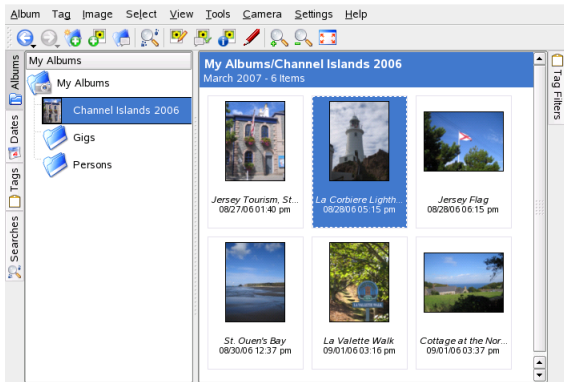 Album Tag Image Select View Tools Camera Settings Help
My Albums
My Albums
Channel Islands 2006
Gigs
Persons
Albums
Dates
Tags
Searches
My Albums/Channel Islands 2006
March 2007 - 6 Items
Jersey Tourism, St...
08/27/06 01:40 pm
La Corbiere Lighth...
08/28/06 05:15 pm
Jersey Flag
08/28/06 06:15 pm
St. Ouen's Bay
08/30/06 12:37 pm
La Valette Walk
09/01/06 03:16 pm
Cottage at the Nor...
09/01/06 03:37 pm
Tag Filters